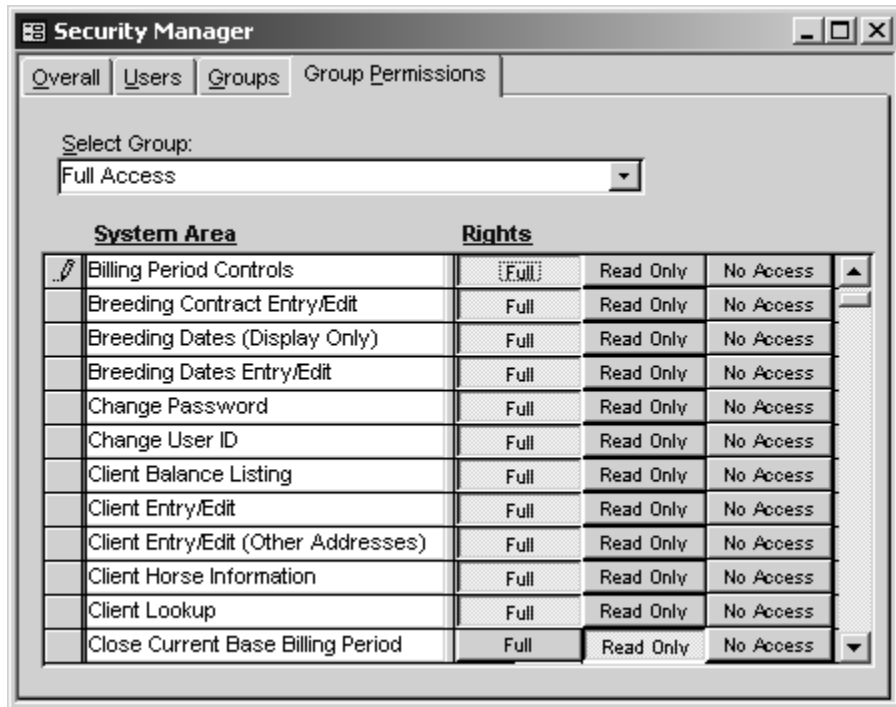 Security Manager
Overall Users Groups Group Permissions
Select Group:
Full Access
System Area Rights
Billing Period Controls Full Read Only No Access
Breeding Contract Entry/Edit Full Read Only No Access
Breeding Dates (Display Only) Full Read Only No Access
Breeding Dates Entry/Edit Full Read Only No Access
Change Password Full Read Only No Access
Change User ID Full Read Only No Access
Client Balance Listing Full Read Only No Access
Client Entry/Edit Full Read Only No Access
Client Entry/Edit (Other Addresses) Full Read Only No Access
Client Horse Information Full Read Only No Access
Client Lookup Full Read Only No Access
Close Current Base Billing Period Full Read Only No Access